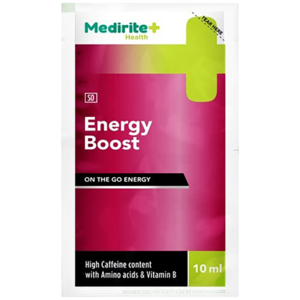 Medirite+
Health
TEAR HERE
S0
Energy
Boost
ON THE GO ENERGY
High Caffeine content
with Amino acids & Vitamin B
10 ml